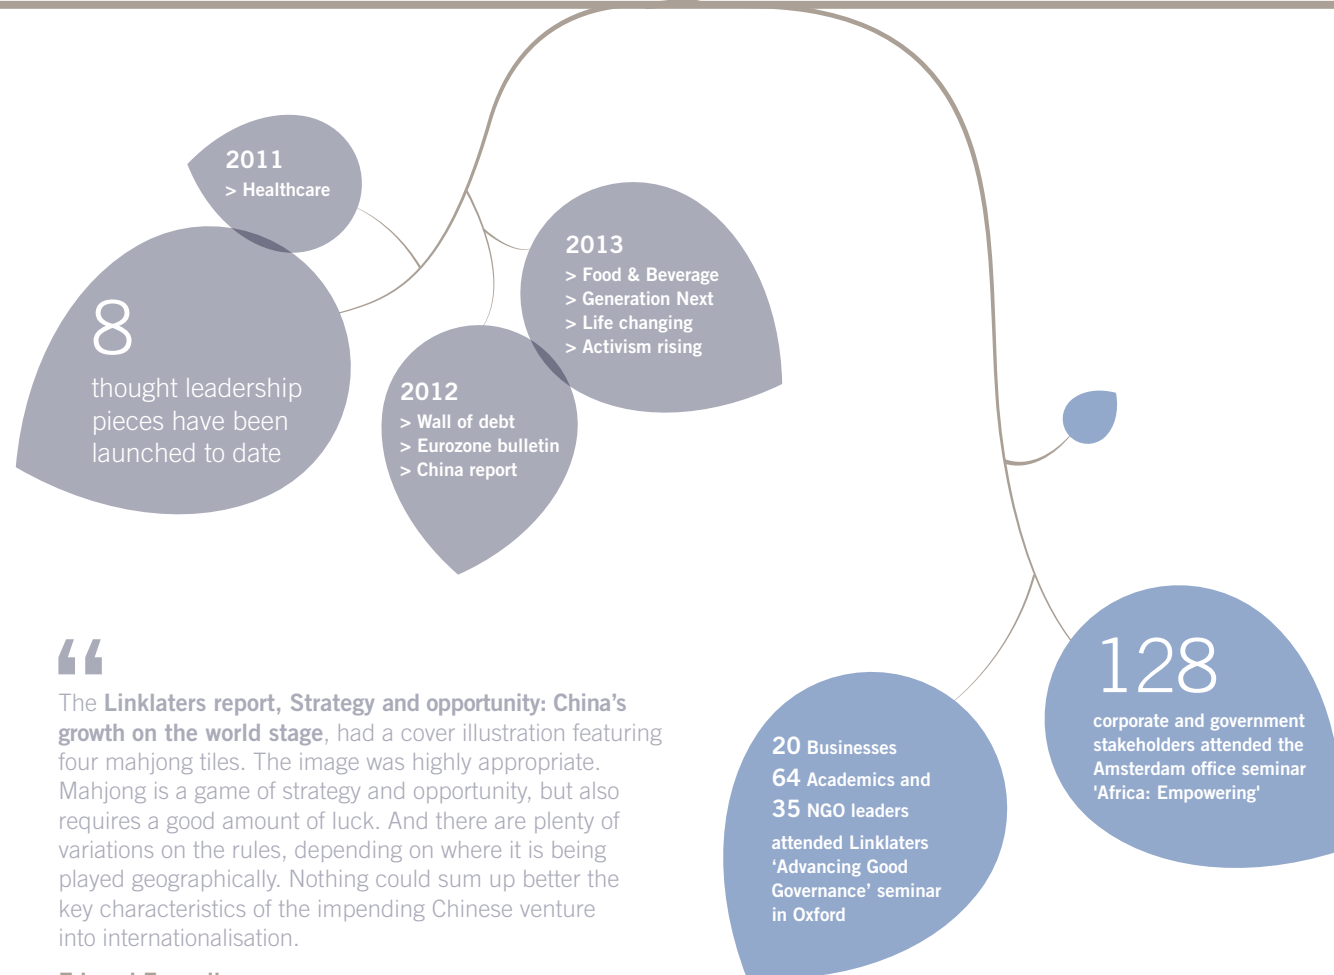 2011
> Healthcare
8
thought leadership
pieces have been
launched to date
2012
> Wall of debt
> Eurozone bulletin
> China report
2013
> Food & Beverage
> Generation Next
> Life changing
> Activism rising
“
The Linklaters report, Strategy and opportunity: China’s
growth on the world stage, had a cover illustration featuring
four mahjong tiles. The image was highly appropriate.
Mahjong is a game of strategy and opportunity, but also
requires a good amount of luck. And there are plenty of
variations on the rules, depending on where it is being
played geographically. Nothing could sum up better the
key characteristics of the impending Chinese venture
into internationalisation.
20 Businesses
64 Academics and
35 NGO leaders
attended Linklaters
‘Advancing Good
Governance’ seminar
in Oxford
128
corporate and government
stakeholders attended the
Amsterdam office seminar
'Africa: Empowering'